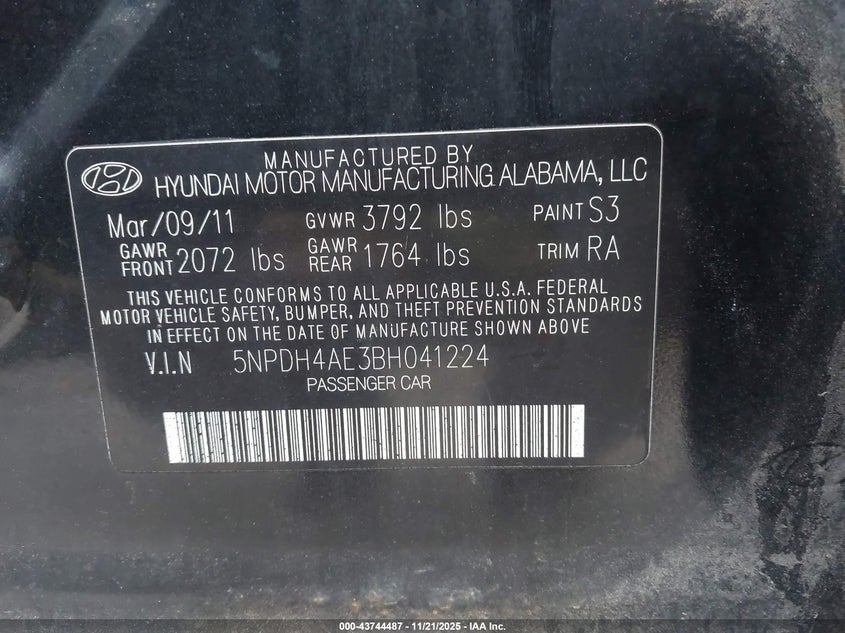 MANUFACTURED BY
HYUNDAI MOTOR MANUFACTURING ALABAMA, LLC
Mar/09/11 GVWR 3792 lbs PAINT S3
GAWR FRONT 2072 lbs GAWR REAR 1764 lbs TRIM RA
THIS VEHICLE CONFORMS TO ALL APPLICABLE U.S.A. FEDERAL
MOTOR VEHICLE SAFETY, BUMPER, AND THEFT PREVENTION STANDARDS
IN EFFECT ON THE DATE OF MANUFACTURE SHOWN ABOVE
V.I.N 5NPDH4AE3BH041224
PASSENGER CAR
000-43744487 - 11/21/2025 - IAA Inc.